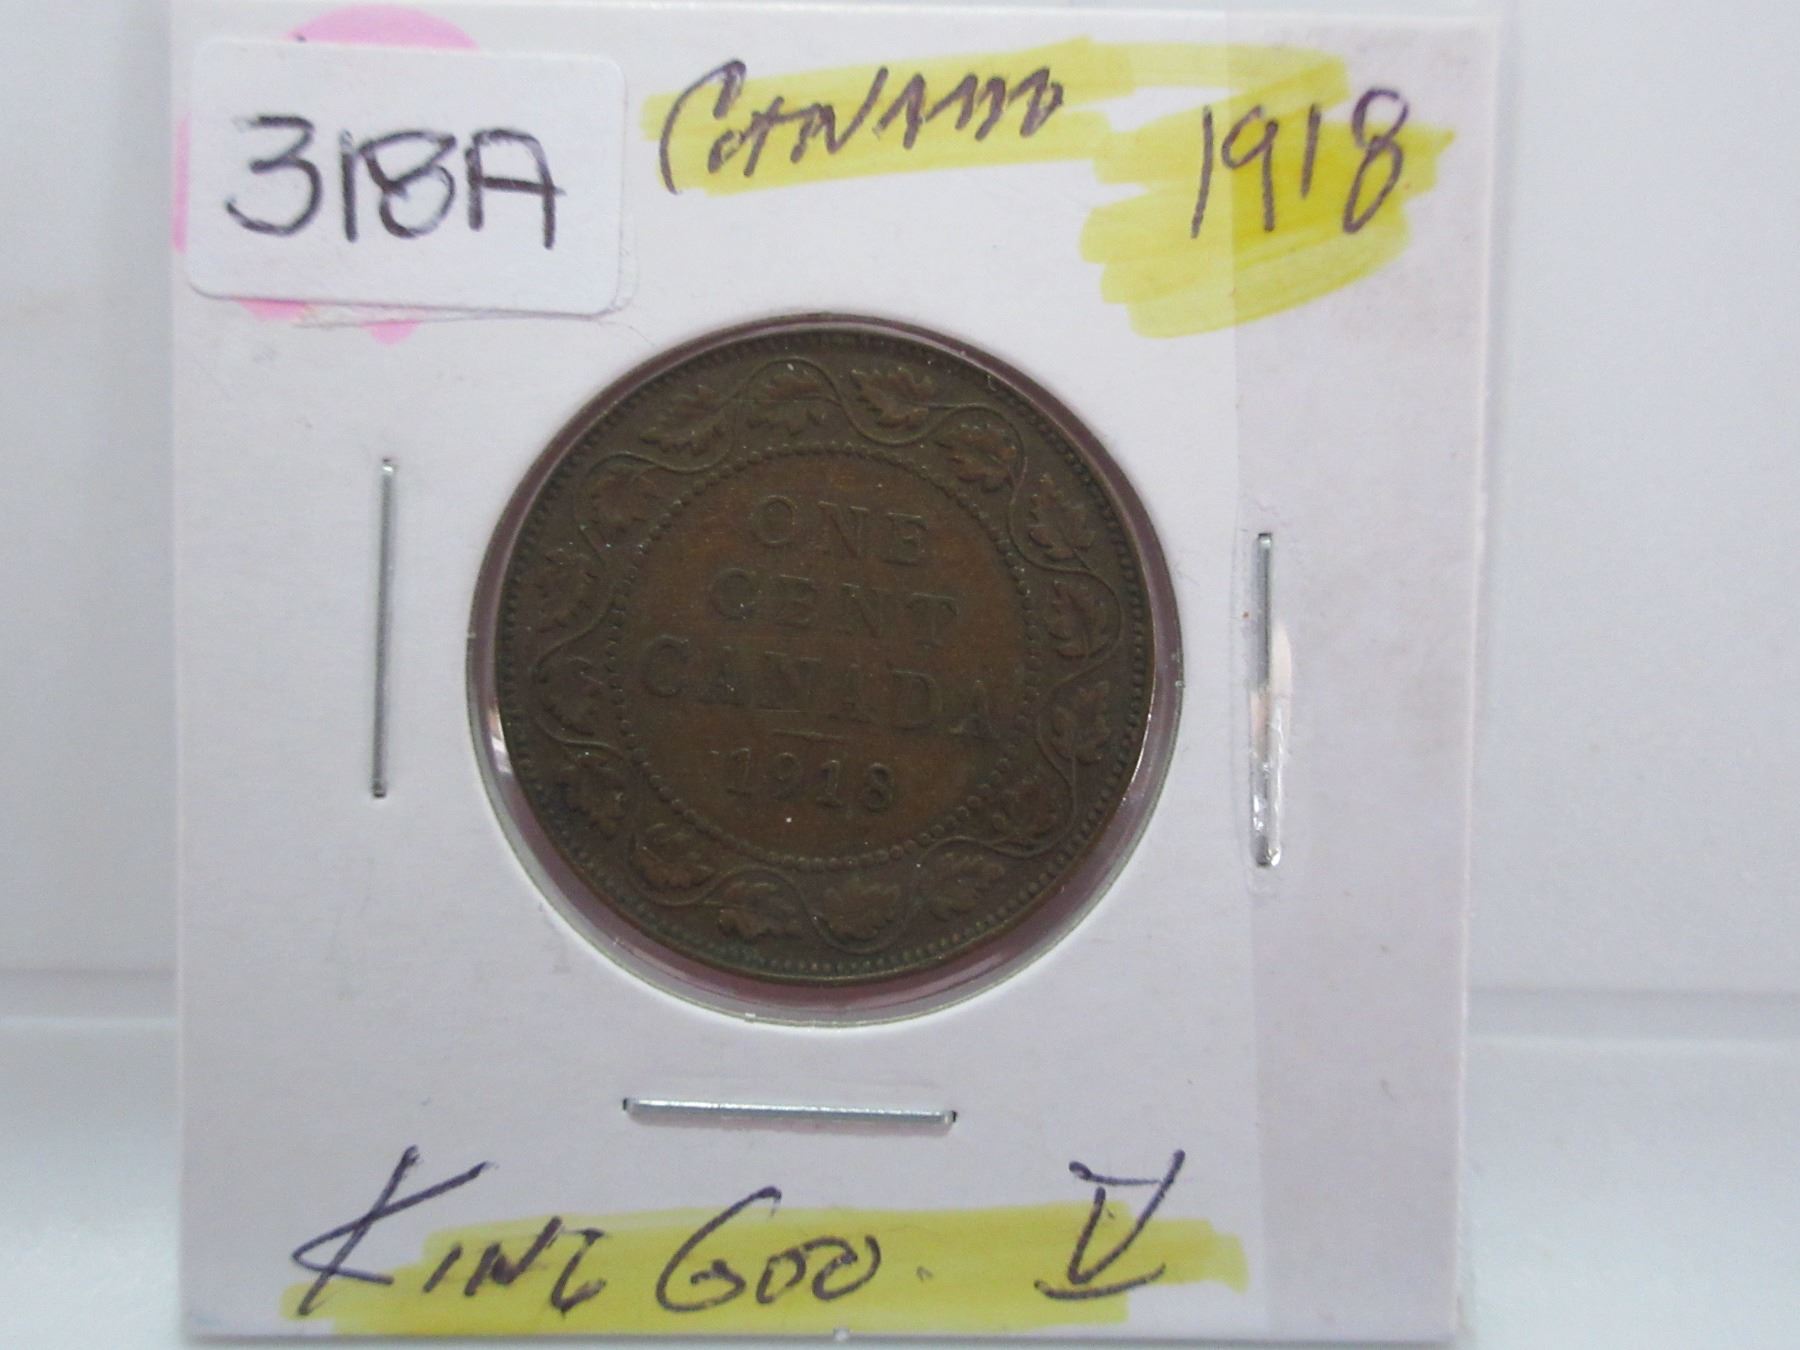 318A
CANADA 1918
ONE
CENT
CANADA
1918
KING GEO. V